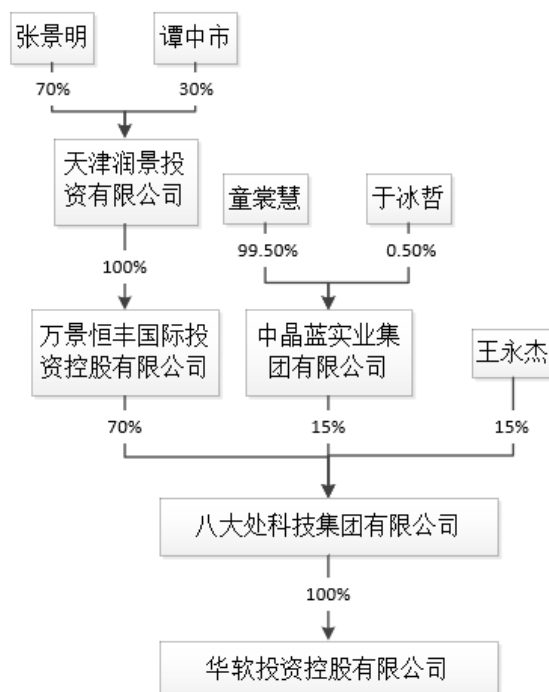 张景明
谭中市
70%
30%
天津润景投
资有限公司
童裳慧
于冰哲
100%
99.50%
0.50%
万景恒丰国际投
资控股有限公司
中晶蓝实业集
团有限公司
王永杰
70%
15%
15%
八大处科技集团有限公司
100%
华软投资控股有限公司